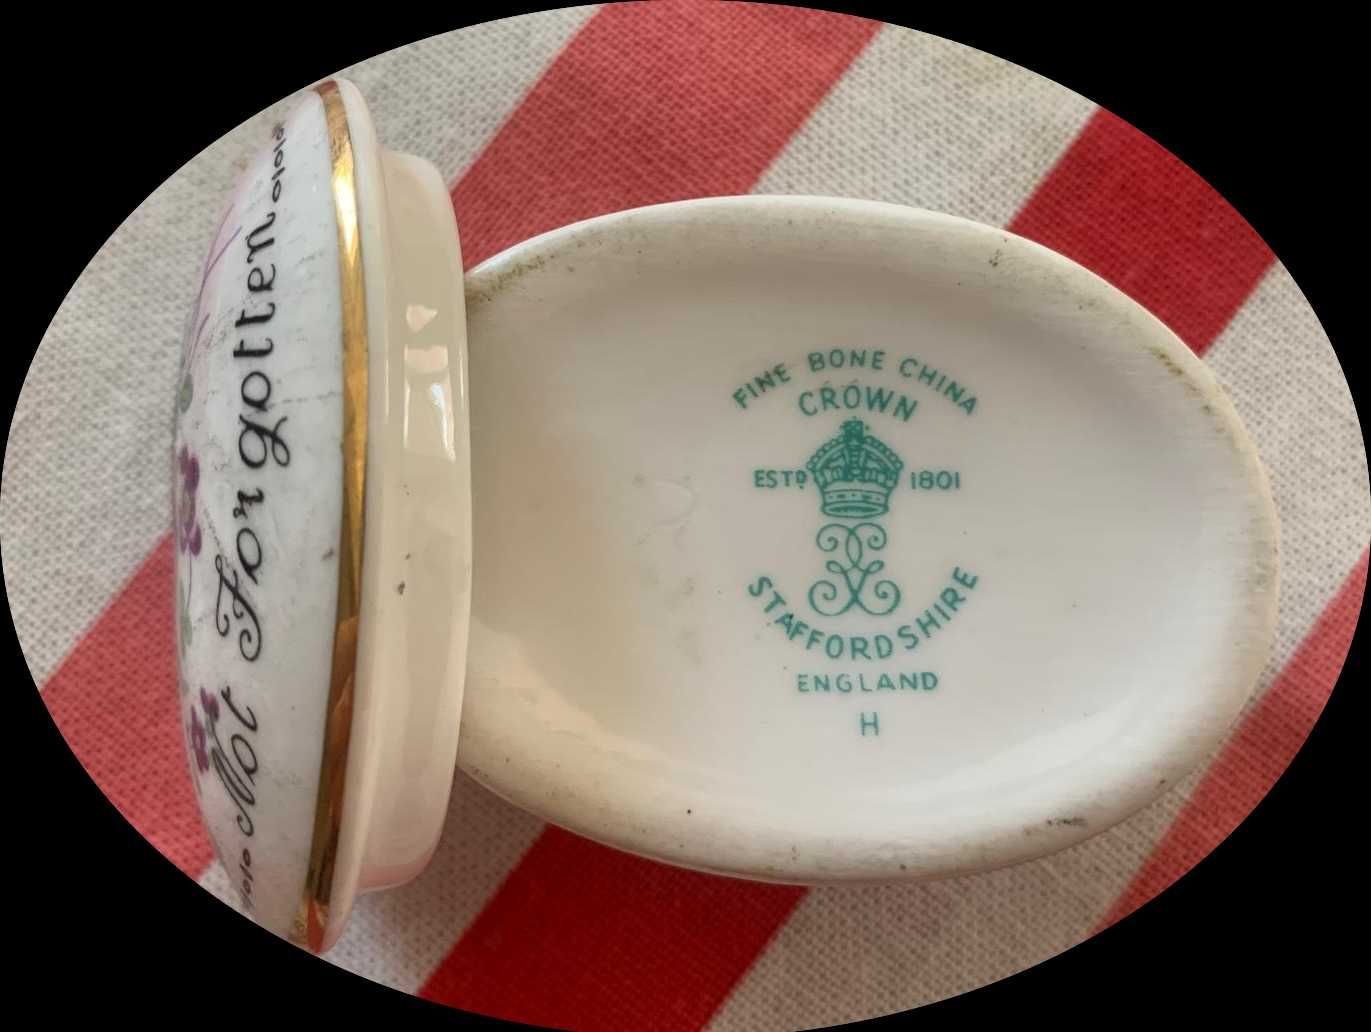 Not Forgotten
FINE BONE CHINA
CROWN
ESTD 1801
STAFFORDSHIRE
ENGLAND
H